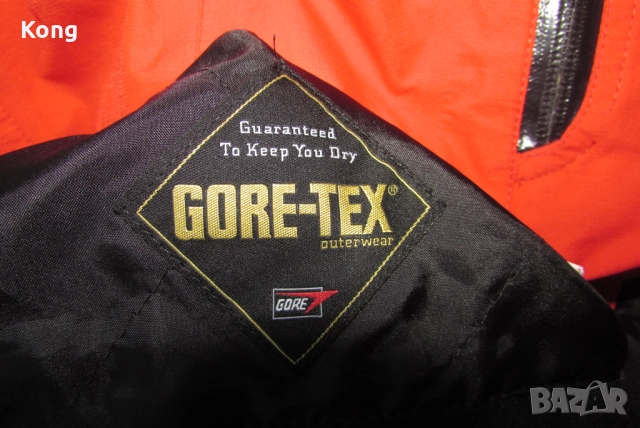 Kong
Guaranteed
To Keep You Dry
GORE-TEX®
outerwear
GORE
BAZAR